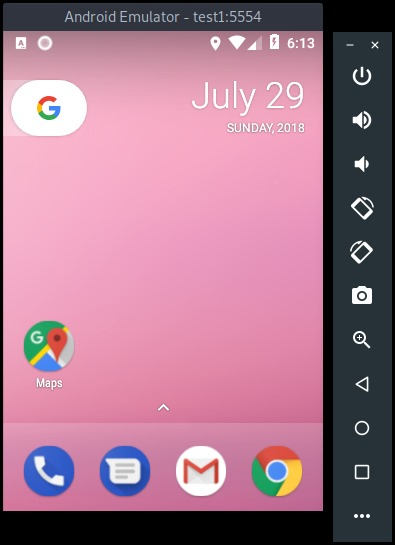 Android Emulator - test1:5554
A
6:13
July 29
SUNDAY, 2018
G
G
Maps